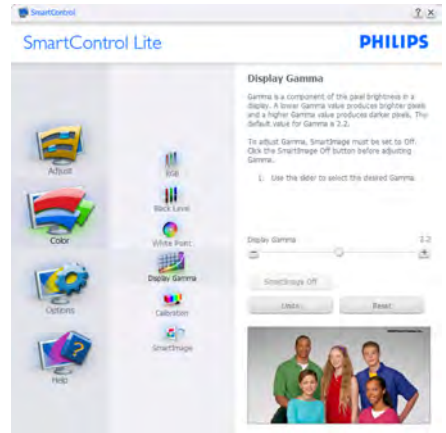 SmartControl
? X
SmartControl Lite
PHILIPS
Display Gamma
Gamma is a component of the pixel brightness in a
display. A lower Gamma value produces brighter pixels
and a higher Gamma value produces darker pixels. The
default value for Gamma is 2.2.
To adjust Gamma, SmartImage must be set to Off.
Click the SmartImage Off button before adjusting
Gamma.
1. Use the slider to select the desired Gamma.
Adjust
Color
Options
Help
RGB
Black Level
White Point
Display Gamma
Calibration
SmartImage
Display Gamma 2.2
SmartImage Off
Undo
Reset